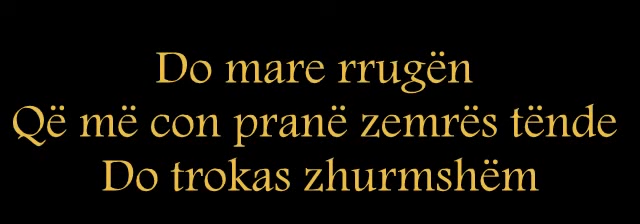 Do mare rrugën
Që më con pranë zemrës tënde
Do trokas zhurmshëm